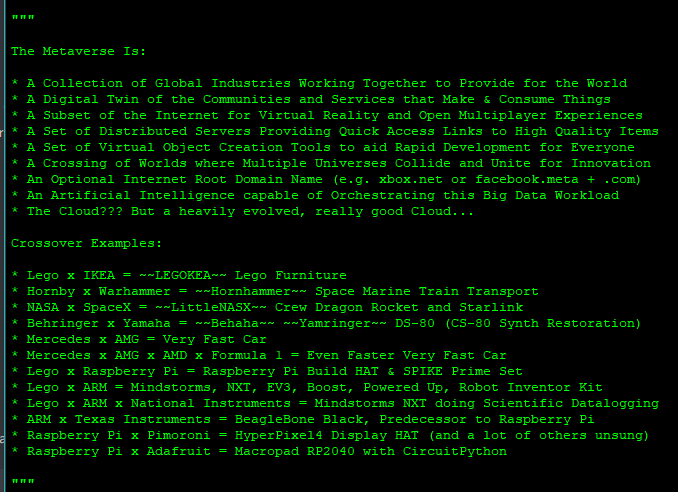 """
The Metaverse Is:
* A Collection of Global Industries Working Together to Provide for the World
* A Digital Twin of the Communities and Services that Make & Consume Things
* A Subset of the Internet for Virtual Reality and Open Multiplayer Experiences
* A Set of Distributed Servers Providing Quick Access Links to High Quality Items
* A Set of Virtual Object Creation Tools to aid Rapid Development for Everyone
* A Crossing of Worlds where Multiple Universes Collide and Unite for Innovation
* An Optional Internet Root Domain Name (e.g. xbox.net or facebook.meta + .com)
* An Artificial Intelligence capable of Orchestrating this Big Data Workload
* The Cloud??? But a heavily evolved, really good Cloud...
Crossover Examples:
* Lego x IKEA = ~~LEGOKEA~~ Lego Furniture
* Hornby x Warhammer = ~~Hornhammer~~ Space Marine Train Transport
* NASA x SpaceX = ~~LittleNASX~~ Crew Dragon Rocket and Starlink
* Behringer x Yamaha = ~~Behaha~~ ~~Yamringer~~ DS-80 (CS-80 Synth Restoration)
* Mercedes x AMG = Very Fast Car
* Mercedes x AMG x AMD x Formula 1 = Even Faster Very Fast Car
* Lego x Raspberry Pi = Raspberry Pi Build HAT & SPIKE Prime Set
* Lego x ARM = Mindstorms, NXT, EV3, Boost, Powered Up, Robot Inventor Kit
* Lego x ARM x National Instruments = Mindstorms NXT doing Scientific Datalogging
* ARM x Texas Instruments = BeagleBone Black, Predecessor to Raspberry Pi
* Raspberry Pi x Pimoroni = HyperPixel4 Display HAT (and a lot of others unsung)
* Raspberry Pi x Adafruit = Macropad RP2040 with CircuitPython
"""